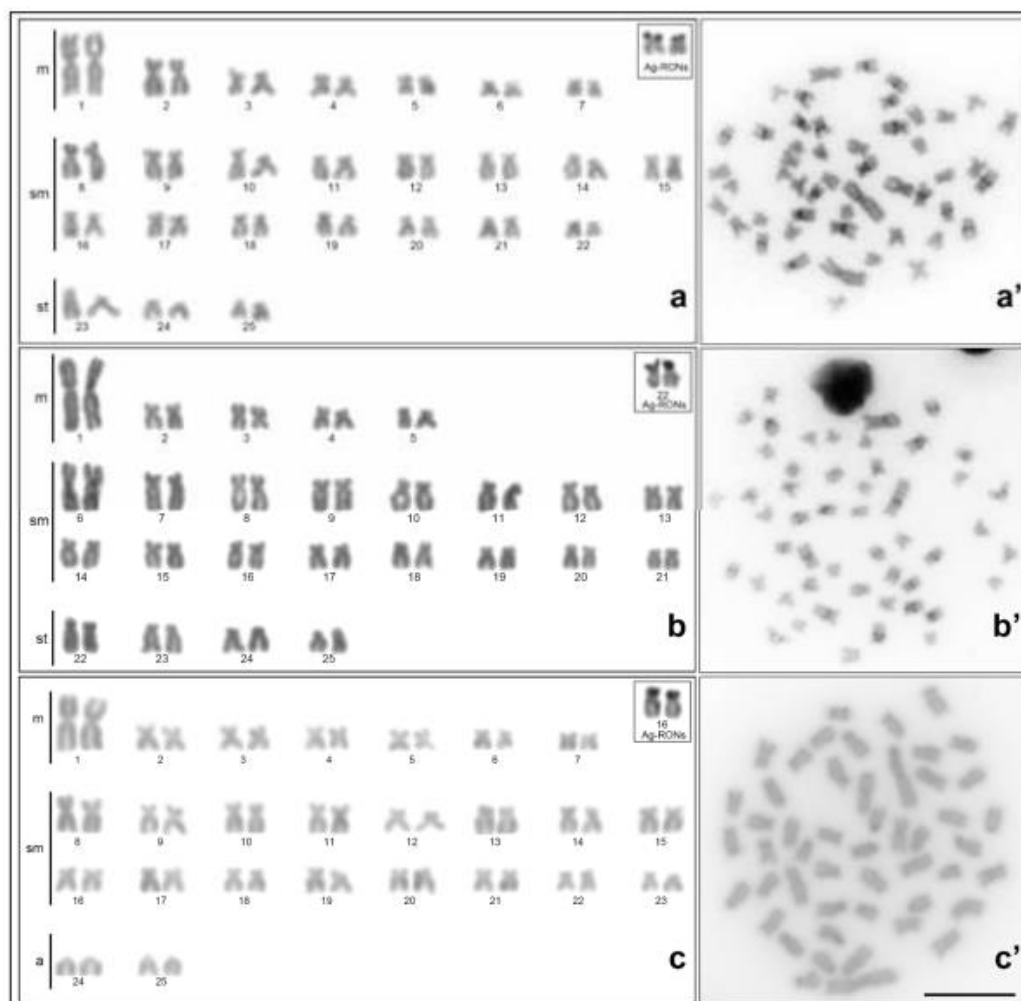 m
1 2 3 4 5 6 7
Ag-RONs
sm
8 9 10 11 12 13 14 15
16 17 18 19 20 21 22
st
23 24 25
a
a’
m
1 2 3 4 5
22
Ag-RONs
sm
6 7 8 9 10 11 12 13
14 15 16 17 18 19 20 21
st
22 23 24 25
b
b’
m
1 2 3 4 5 6 7
16
Ag-RONs
sm
8 9 10 11 12 13 14 15
16 17 18 19 20 21 22 23
a
24 25
c
c’